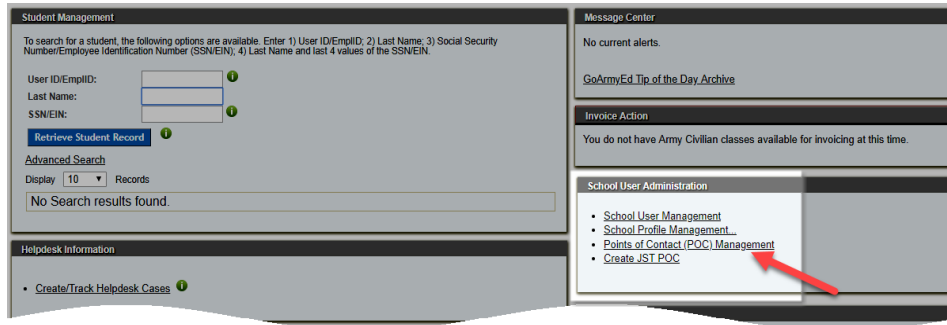 Student Management
To search for a student, the following options are available. Enter 1) User ID/EmplID; 2) Last Name; 3) Social Security
Number/Employee Identification Number (SSN/EIN); 4) Last Name and last 4 values of the SSN/EIN.
User ID/EmplID:
Last Name:
SSN/EIN:
Retrieve Student Record
Advanced Search
Display 10 Records
No Search results found.
Helpdesk Information
Create/Track Helpdesk Cases
Message Center
No current alerts.
GoArmyEd Tip of the Day Archive
Invoice Action
You do not have Army Civilian classes available for invoicing at this time.
School User Administration
School User Management
School Profile Management...
Points of Contact (POC) Management
Create JST POC